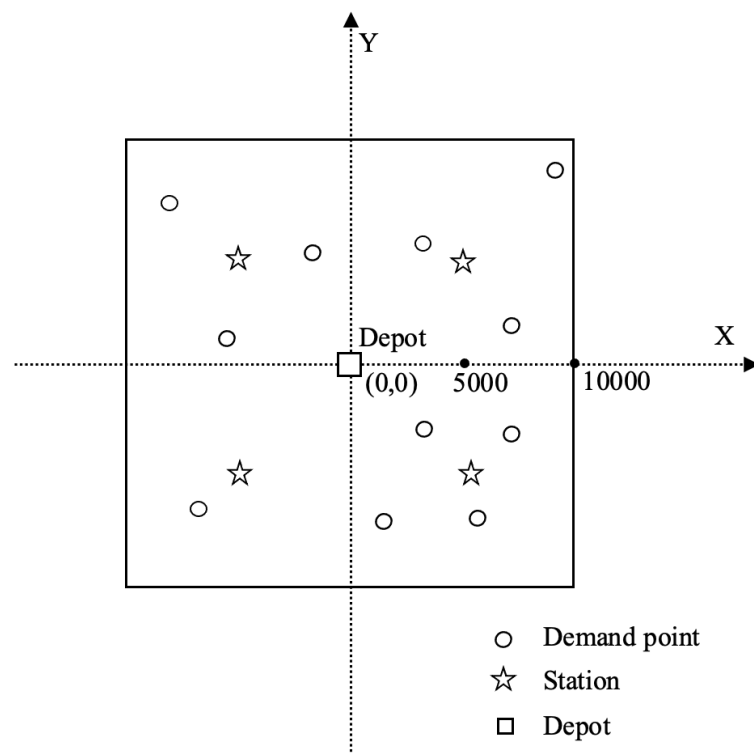 Y
X
Depot
(0,0)
5000
10000
Demand point
Station
Depot